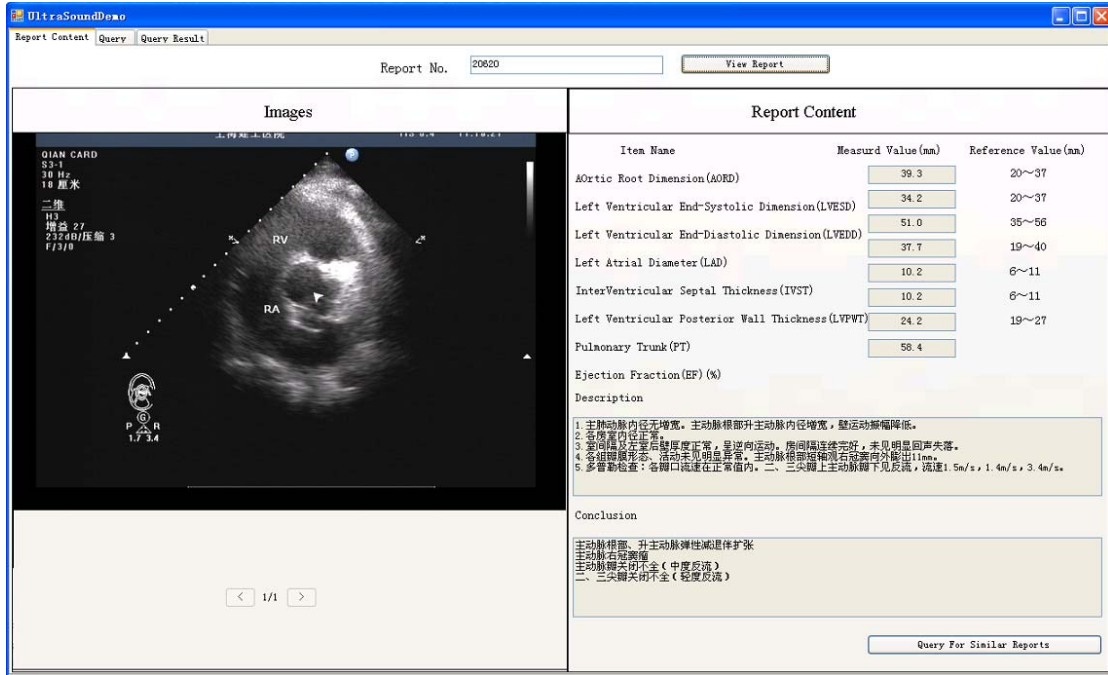 UltraSoundDemo
Report Content Query Query Result
Report No. 20620 View Report
Images
QIAN CARD
S3-1
30 Hz
18 厘米
二维
H3
增益 27
232dB/压缩 3
F/3/0
P
RV
RA
G
P R
1.7 3.4
< 1/1 >
Report Content
Item Name Measurd Value(mm) Reference Value(mm)
AOrtic Root Dimension(AORD) 39.3 20～37
Left Ventricular End-Systolic Dimension(LVESD) 34.2 20～37
Left Ventricular End-Diastolic Dimension(LVEDD) 51.0 35～56
Left Atrial Diameter(LAD) 37.7 19～40
InterVentricular Septal Thickness(IVST) 10.2 6～11
Left Ventricular Posterior Wall Thickness(LVPWT) 10.2 6～11
Pulmonary Trunk(PT) 24.2 19～27
Ejection Fraction(EF)(%) 58.4
Description
1. 主肺动脉内径无增宽。主动脉根部升主动脉内径增宽，壁运动振幅降低。
2. 各房室内径正常。
3. 室间隔及左室后壁厚度正常，呈逆向运动。房间隔连续完好，未见明显回声失落。
4. 各组瓣膜形态、活动未见明显异常。主动脉根部短轴观右冠窦向外膨出11mm。
5. 多普勒检查：各瓣口流速在正常值内。二、三尖瓣上主动脉瓣下见反流，流速1.5m/s，1.4m/s，3.4m/s。
Conclusion
主动脉根部、升主动脉弹性减退伴扩张
主动脉右冠窦瘤
主动脉瓣关闭不全（中度反流）
二、三尖瓣关闭不全（轻度反流）
Query For Similar Reports